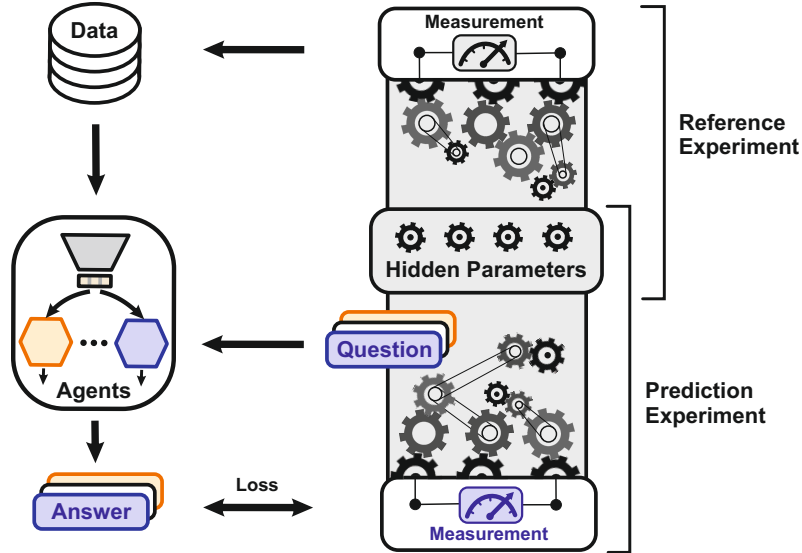 Data
Measurement
Reference
Experiment
Hidden Parameters
Question
Agents
Prediction
Experiment
Answer
Loss
Measurement